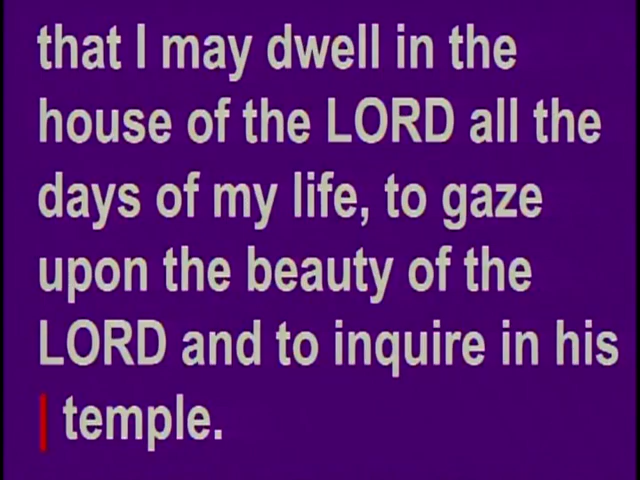 that I may dwell in the
house of the LORD all the
days of my life, to gaze
upon the beauty of the
LORD and to inquire in his
temple.